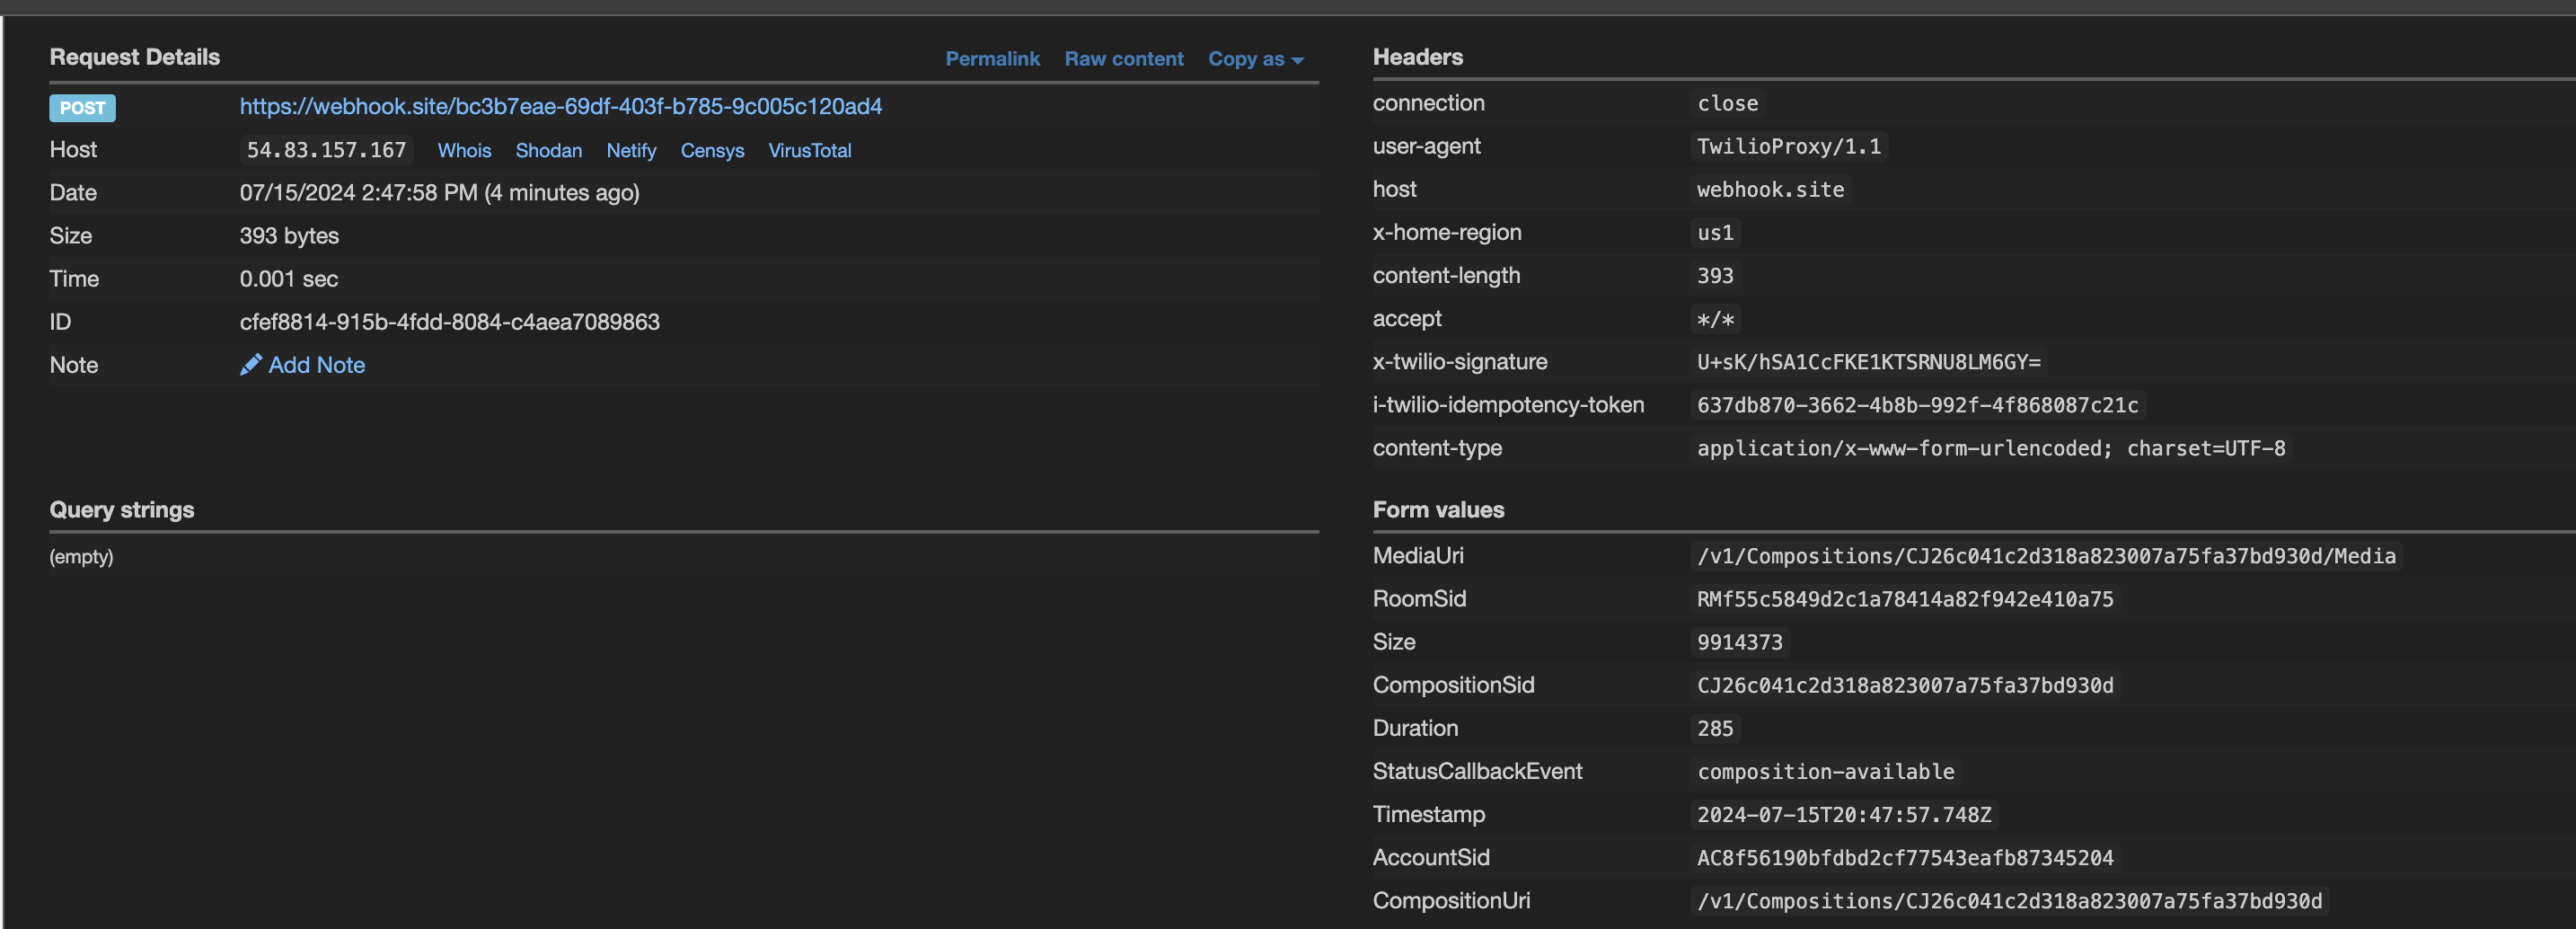 Request Details
Permalink Raw content Copy as
POST https://webhook.site/bc3b7eae-69df-403f-b785-9c005c120ad4
Host 54.83.157.167 Whois Shodan Netify Censys VirusTotal
Date 07/15/2024 2:47:58 PM (4 minutes ago)
Size 393 bytes
Time 0.001 sec
ID cfef8814-915b-4fdd-8084-c4aea7089863
Note Add Note
Headers
connection close
user-agent TwilioProxy/1.1
host webhook.site
x-home-region us1
content-length 393
accept */*
x-twilio-signature U+sK/hSA1CcFKE1KTSRNU8LM6GY=
i-twilio-idempotency-token 637db870-3662-4b8b-992f-4f868087c21c
content-type application/x-www-form-urlencoded; charset=UTF-8
Query strings
(empty)
Form values
MediaUri /v1/Compositions/CJ26c041c2d318a823007a75fa37bd930d/Media
RoomSid RMf55c5849d2c1a78414a82f942e410a75
Size 9914373
CompositionSid CJ26c041c2d318a823007a75fa37bd930d
Duration 285
StatusCallbackEvent composition-available
Timestamp 2024-07-15T20:47:57.748Z
AccountSid AC8f56190bfdbd2cf77543eafb87345204
CompositionUri /v1/Compositions/CJ26c041c2d318a823007a75fa37bd930d